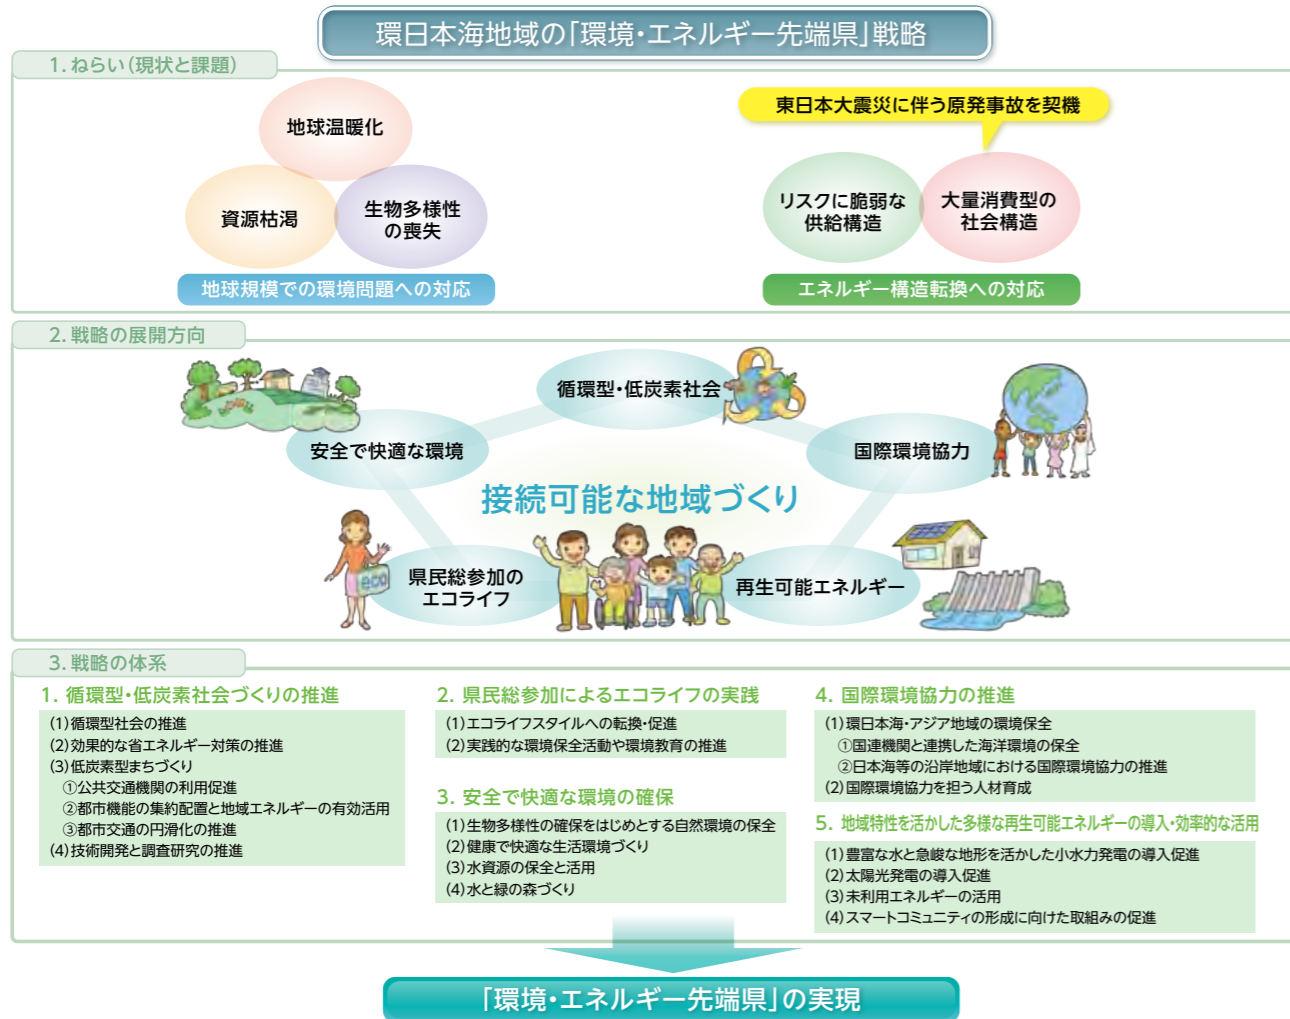 環日本海地域の「環境・エネルギー先端県」戦略
1. ねらい（現状と課題）
地球温暖化
資源枯渇
生物多様性
の喪失
地球規模での環境問題への対応
東日本大震災に伴う原発事故を契機
リスクに脆弱な
供給構造
大量消費型の
社会構造
エネルギー構造転換への対応
2. 戦略の展開方向
循環型・低炭素社会
安全で快適な環境
国際環境協力
接続可能な地域づくり
eco
県民総参加の
エコライフ
再生可能エネルギー
3. 戦略の体系
1. 循環型・低炭素社会づくりの推進
(1)循環型社会の推進
(2)効果的な省エネルギー対策の推進
(3)低炭素型まちづくり
①公共交通機関の利用促進
②都市機能の集約配置と地域エネルギーの有効活用
③都市交通の円滑化の推進
(4)技術開発と調査研究の推進
2. 県民総参加によるエコライフの実践
(1)エコライフスタイルへの転換・促進
(2)実践的な環境保全活動や環境教育の推進
3. 安全で快適な環境の確保
(1)生物多様性の確保をはじめとする自然環境の保全
(2)健康で快適な生活環境づくり
(3)水資源の保全と活用
(4)水と緑の森づくり
4. 国際環境協力の推進
(1)環日本海・アジア地域の環境保全
①国連機関と連携した海洋環境の保全
②日本海等の沿岸地域における国際環境協力の推進
(2)国際環境協力を担う人材育成
5. 地域特性を活かした多様な再生可能エネルギーの導入・効率的な活用
(1)豊富な水と急峻な地形を活かした小水力発電の導入促進
(2)太陽光発電の導入促進
(3)未利用エネルギーの活用
(4)スマートコミュニティの形成に向けた取組みの促進
「環境・エネルギー先端県」の実現